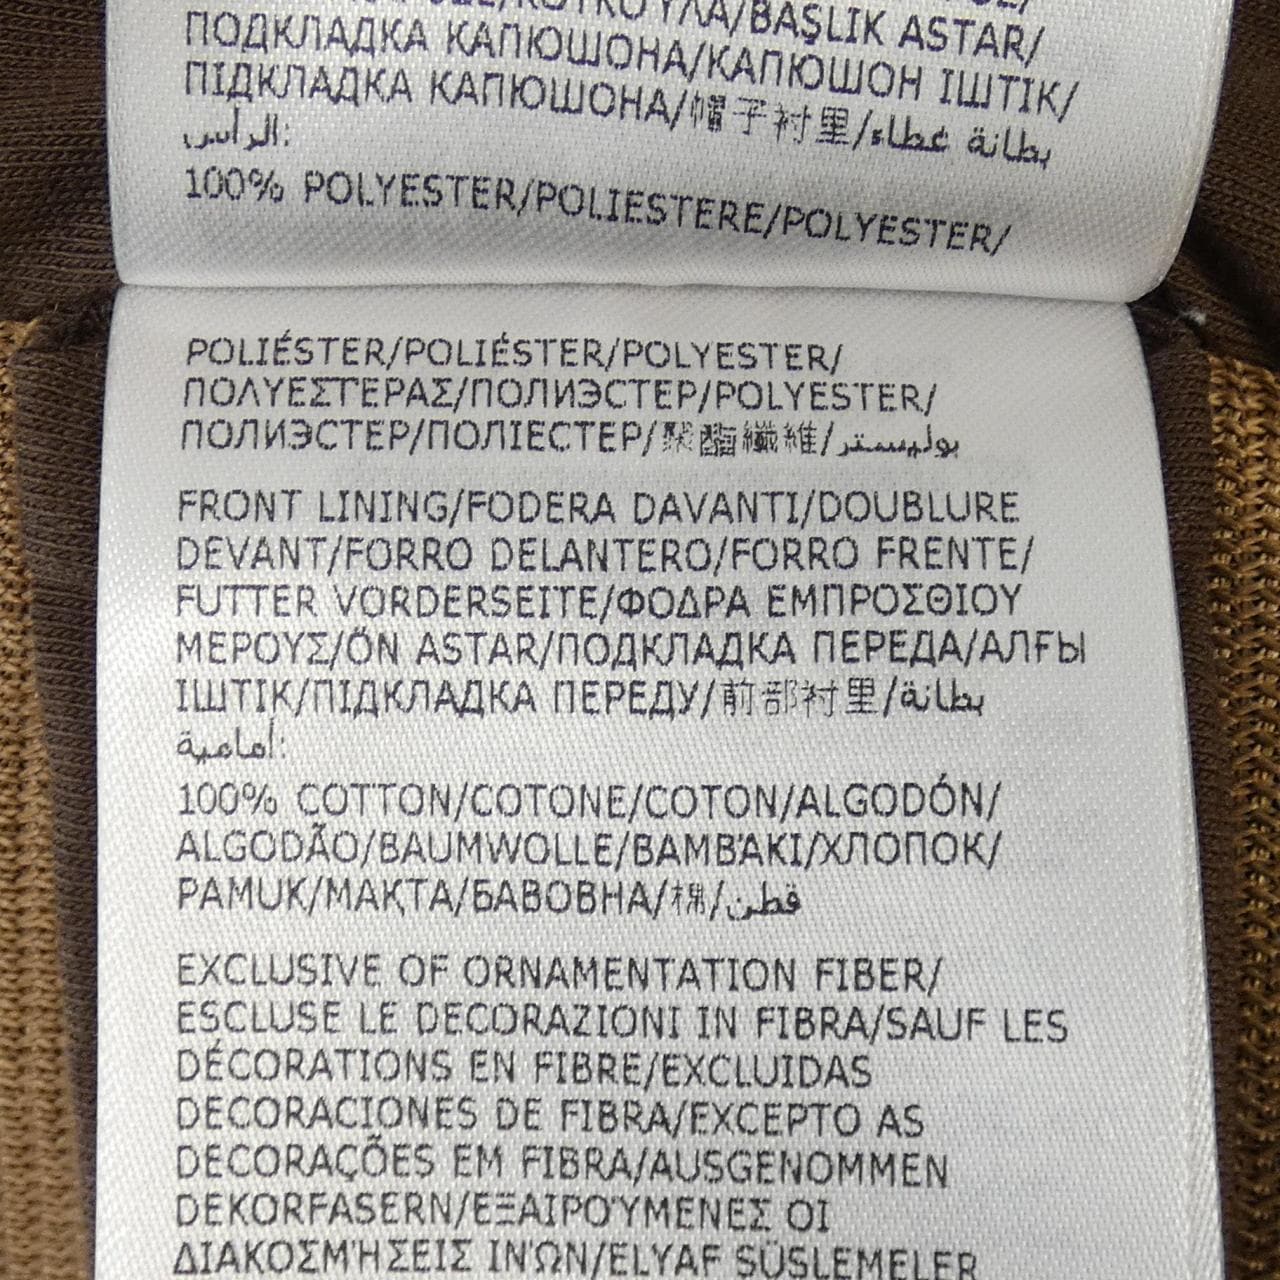 ΚΟΥΛΑ/BAŞLIK ASTAR/
ПОДКЛАДКА КАПЮШОНА/КАПЮШОН ІШТІК/
ПІДКЛАДКА КАПЮШОНА/帽子衬里/بطانة غطاء
الرأس:
100% POLYESTER/POLIESTERE/POLYESTER/
POLIÉSTER/POLIÉSTER/POLYESTER/
ΠΟΛΥΕΣΤΕΡΑΣ/ПОЛИЭСТЕР/POLYESTER/
ПОЛИЭСТЕР/ПОЛІЕСТЕР/聚酯纖維/بوليستر
FRONT LINING/FODERA DAVANTI/DOUBLURE
DEVANT/FORRO DELANTERO/FORRO FRENTE/
FUTTER VORDERSEITE/ΦΟΔΡΑ ΕΜΠΡΟΣΘΙΟΥ
ΜΕΡΟΥΣ/ÖN ASTAR/ПОДКЛАДКА ПЕРЕДА/АЛҒЫ
ІШТІК/ПІДКЛАДКА ПЕРЕДУ/前部衬里/بطانة
أمامية:
100% COTTON/COTONE/COTON/ALGODÓN/
ALGODÃO/BAUMWOLLE/ΒΑΜΒΆΚΙ/ХЛОПОК/
PAMUK/МАҚТА/БАВОВНА/棉/قطن
EXCLUSIVE OF ORNAMENTATION FIBER/
ESCLUSE LE DECORAZIONI IN FIBRA/SAUF LES
DÉCORATIONS EN FIBRE/EXCLUIDAS
DECORACIONES DE FIBRA/EXCEPTO AS
DECORAÇÕES EM FIBRA/AUSGENOMMEN
DEKORFASERN/ΕΞΑΙΡΟΎΜΕΝΕΣ ΟΙ
ΔΙΑΚΟΣΜΉΣΕΙΣ ΙΝΏΝ/ELYAF SÜSLEMELER